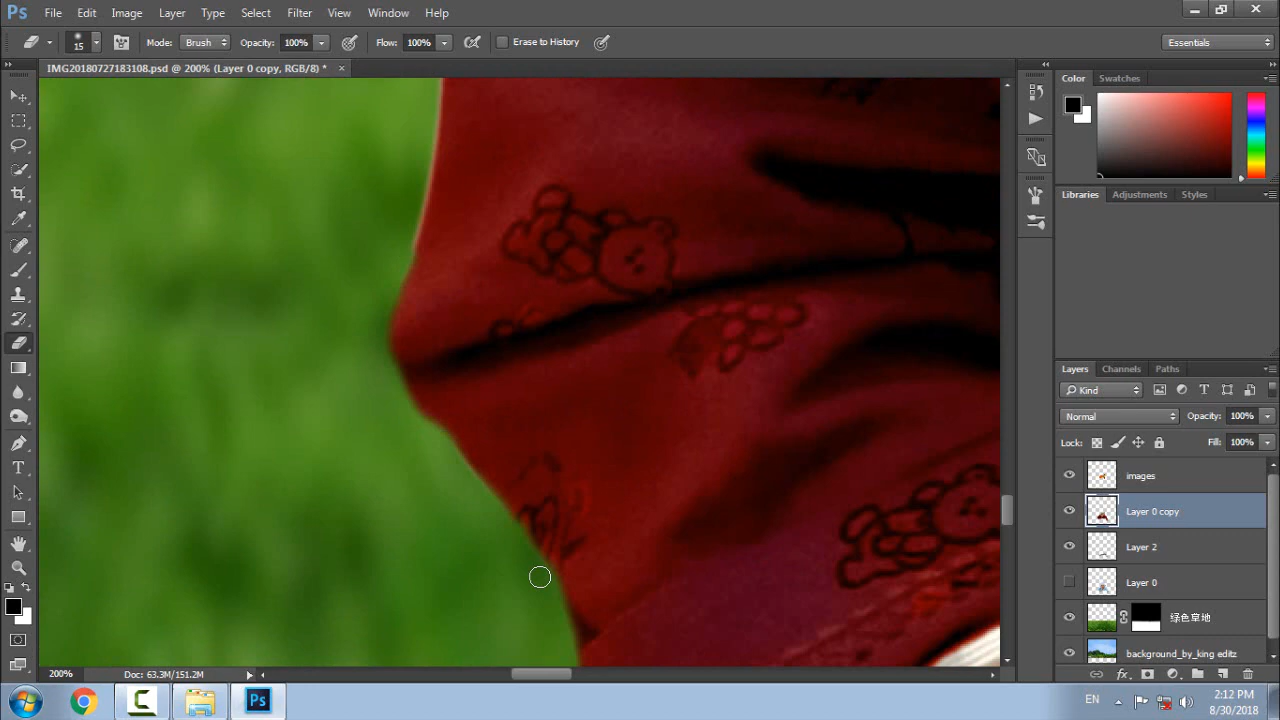 Ps File Edit Image Layer Type Select Filter 3D View Window Help
15 Mode: Brush Opacity: 100% Flow: 100% Erase to History Essentials
IMG20180727183108.psd @ 200% (Layer 0 copy, RGB/8) *
Color Swatches
Libraries Adjustments Styles
Layers Channels Paths
Kind
Normal Opacity: 100%
Lock: Fill: 100%
images
Layer 0 copy
Layer 2
Layer 0
绿色草地
background_by_king editz
200% Doc: 63.3M/151.2M
EN
2:12 PM
8/30/2018